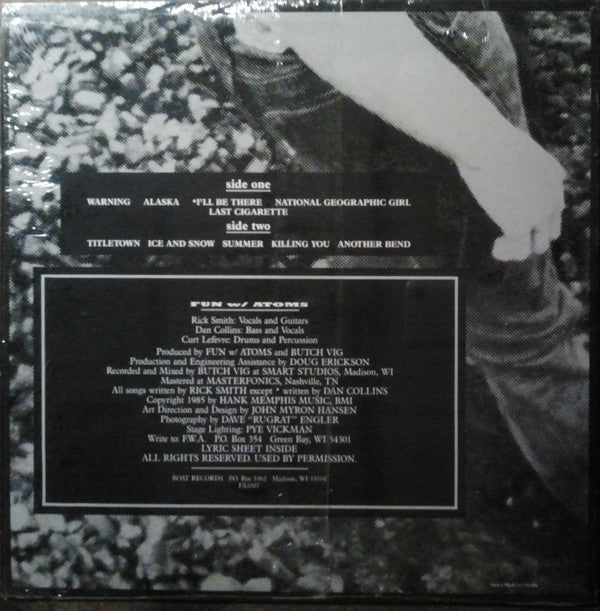 side one
WARNING ALASKA *I'LL BE THERE NATIONAL GEOGRAPHIC GIRL
LAST CIGARETTE
side two
TITLETOWN ICE AND SNOW SUMMER KILLING YOU ANOTHER BEND
FUN w/ ATOMS
Rick Smith: Vocals and Guitars
Dan Collins: Bass and Vocals
Curt Lefevre: Drums and Percussion
Produced by FUN w/ ATOMS and BUTCH VIG
Production and Engineering Assistance by DOUG ERICKSON
Recorded and Mixed by BUTCH VIG at SMART STUDIOS, Madison, WI
Mastered at MASTERFONICS, Nashville, TN
All songs written by RICK SMITH except * written by DAN COLLINS
Copyright 1985 by HANK MEMPHIS MUSIC, BMI
Art Direction and Design by JOHN MYRON HANSEN
Photography by DAVE "RUGRAT" ENGLER
Stage Lighting: PYE VICKMAN
Write to: F.W.A. P.O. Box 354 Green Bay, WI 54301
LYRIC SHEET INSIDE
ALL RIGHTS RESERVED. USED BY PERMISSION.
BOAT RECORDS P.O. Box 3362 Madison, WI 53704
Made in Canada